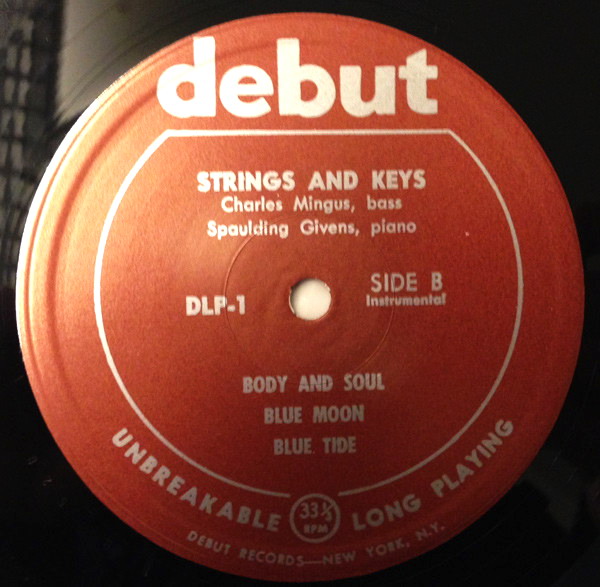 debut
STRINGS AND KEYS
Charles Mingus, bass
Spaulding Givens, piano
DLP-1
SIDE B
Instrumental
BODY AND SOUL
BLUE MOON
BLUE TIDE
UNBREAKABLE
33⅓
RPM
LONG PLAYING
DEBUT RECORDS—NEW YORK, N.Y.